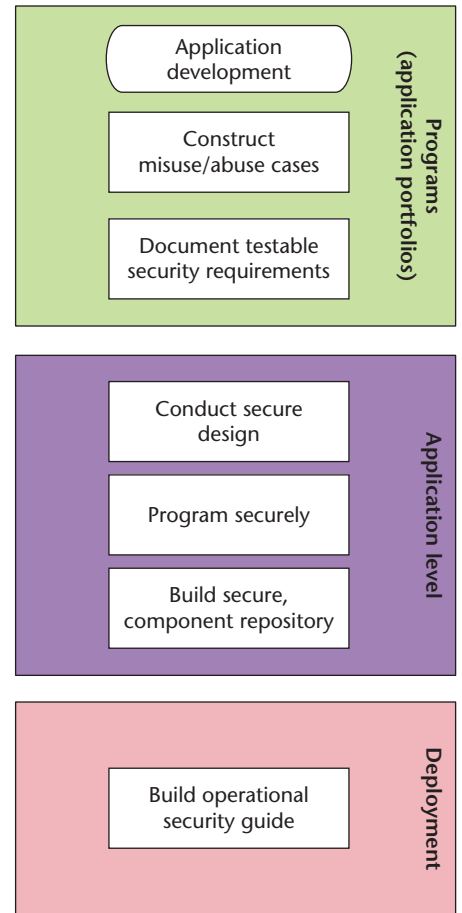 Application
development
Construct
misuse/abuse cases
Document testable
security requirements
Programs
(application portfolios)
Conduct secure
design
Program securely
Build secure,
component repository
Application level
Build operational
security guide
Deployment